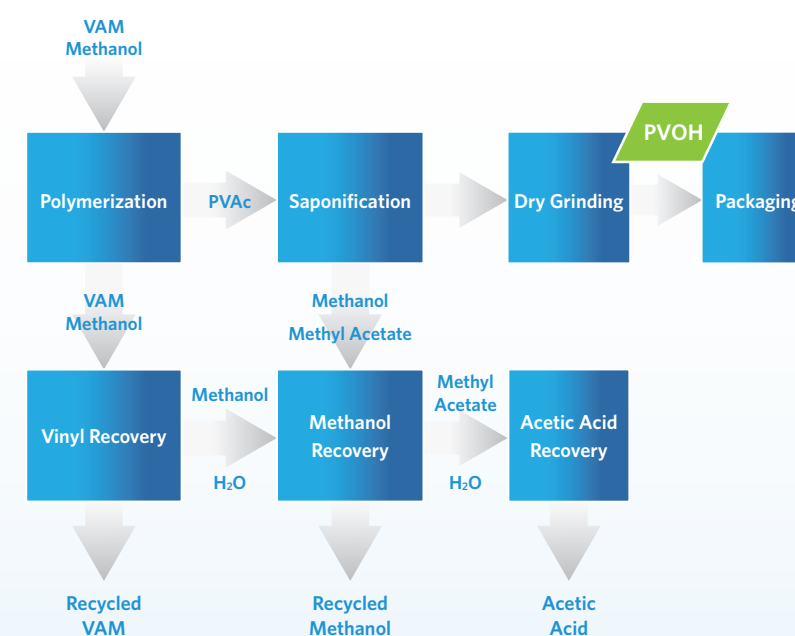 VAM
Methanol
PVOH
Polymerization
PVAc
Saponification
Dry Grinding
Packaging
VAM
Methanol
Methanol
Methyl Acetate
Vinyl Recovery
Methanol
H₂O
Methanol
Recovery
Methyl
Acetate
H₂O
Acetic Acid
Recovery
Recycled
VAM
Recycled
Methanol
Acetic
Acid